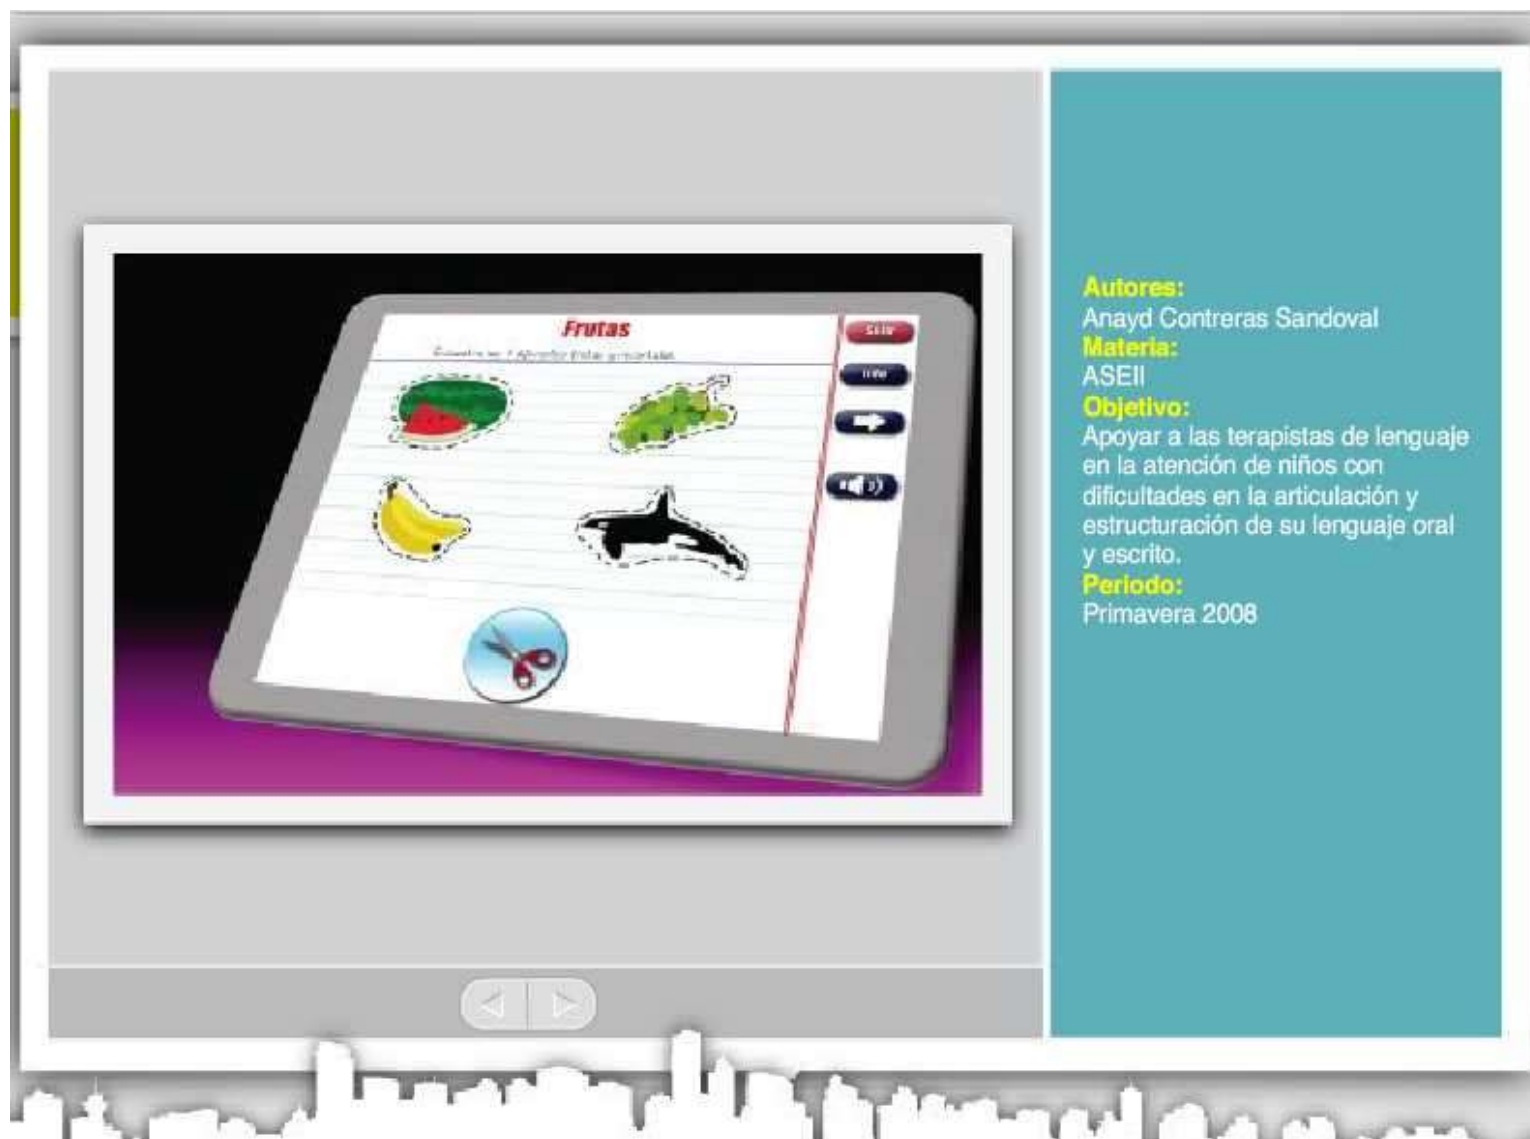 Frutas
frutas
Autores:
Anayd Contreras Sandoval
Materia:
ASEII
Objetivo:
Apoyar a las terapistas de lenguaje
en la atención de niños con
dificultades en la articulación y
estructuración de su lenguaje oral
y escrito.
Periodo:
Primavera 2008